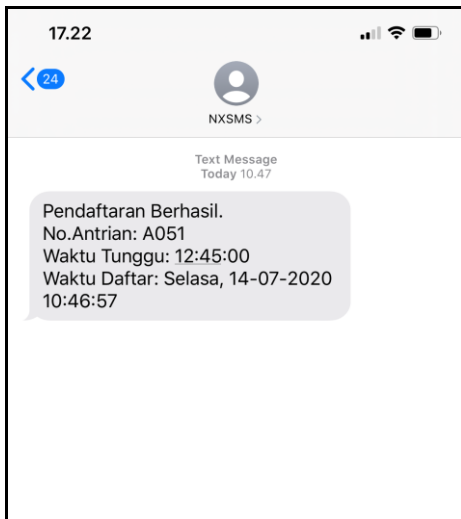 17.22
24
NXSMS >
Text Message
Today 10.47
Pendaftaran Berhasil.
No.Antrian: A051
Waktu Tunggu: 12:45:00
Waktu Daftar: Selasa, 14-07-2020
10:46:57